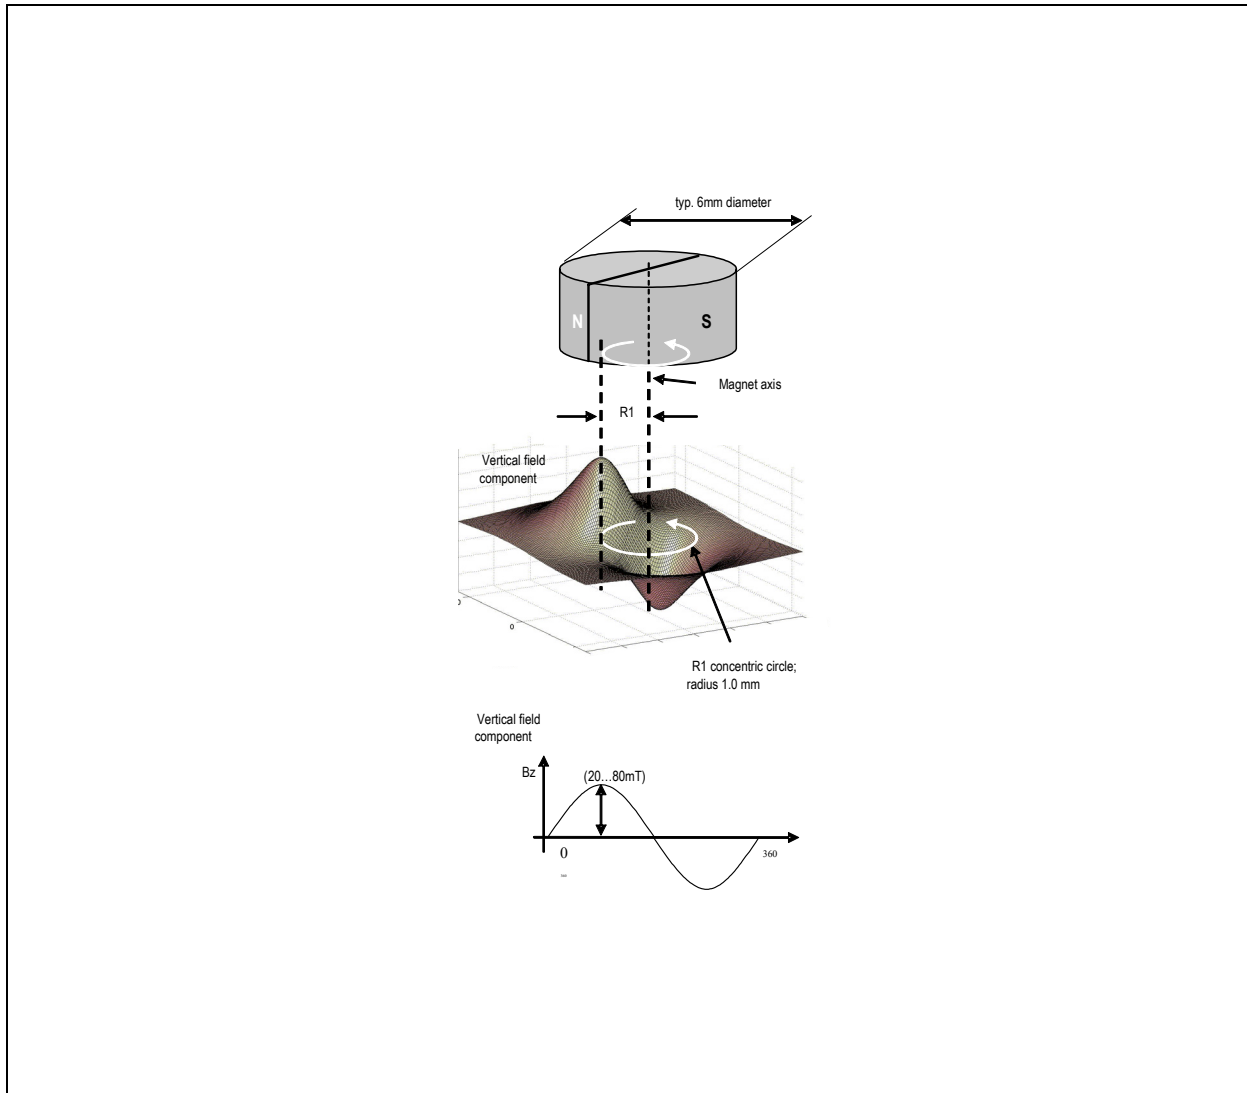 typ. 6mm diameter
N
S
Magnet axis
R1
Vertical field
component
0
R1 concentric circle;
radius 1.0 mm
Vertical field
component
Bz
(20…80mT)
0
360